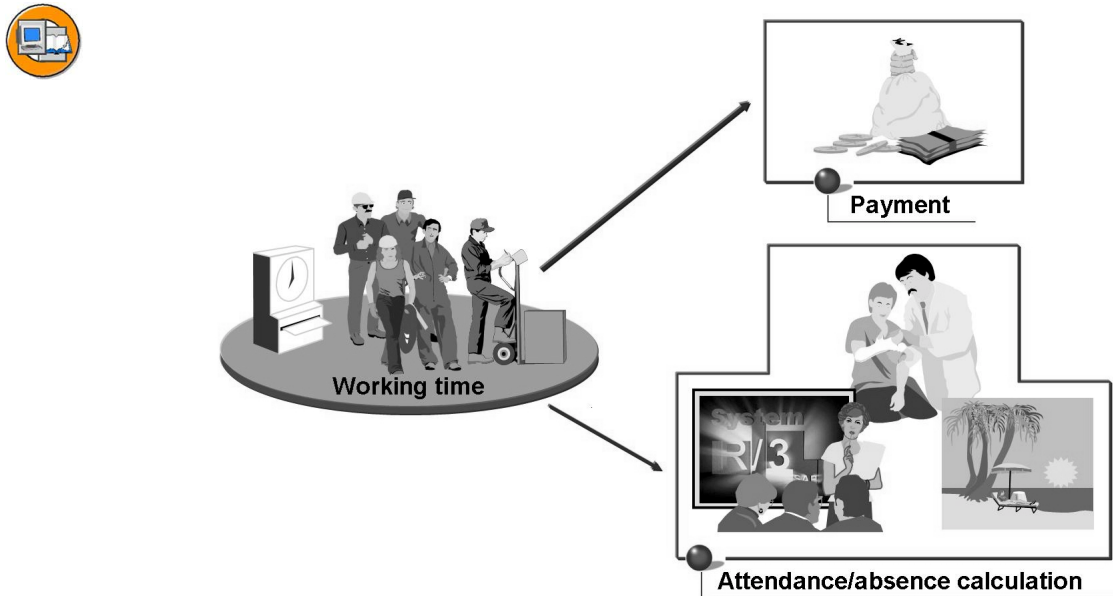 Payment
Working time
System
R/3
Attendance/absence calculation